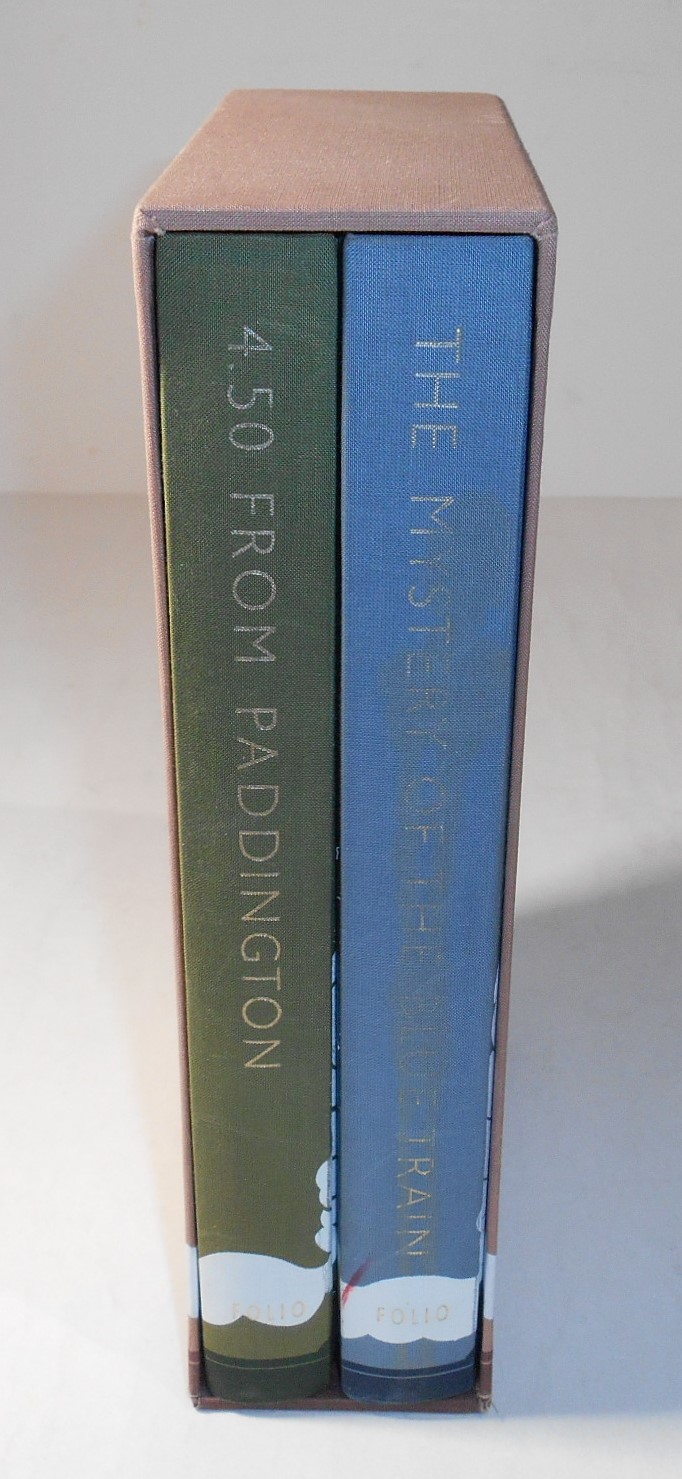 4.50 FROM PADDINGTON
FOLIO
THE MYSTERY OF THE BLUE TRAIN
FOLIO